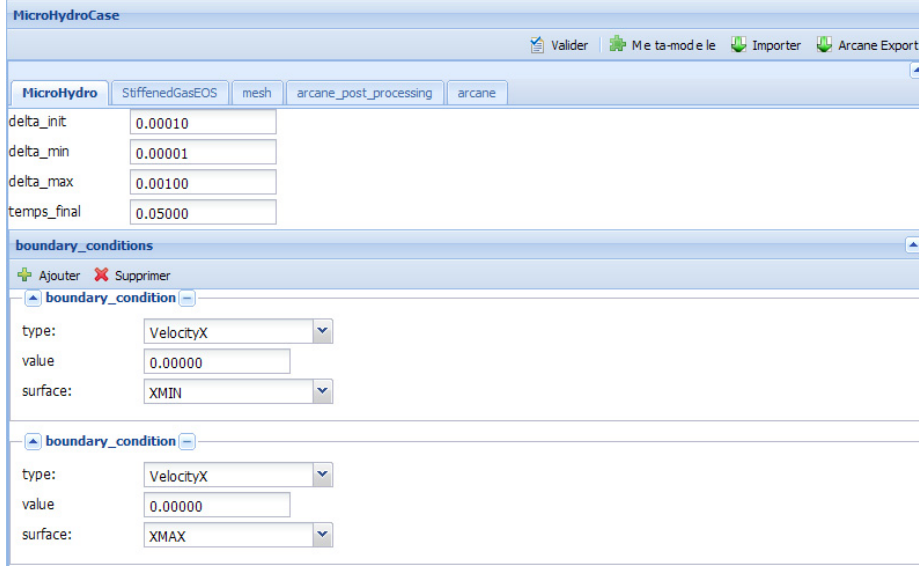 MicroHydroCase
Valider Me ta-mod e le Importer Arcane Export
MicroHydro StiffenedGasEOS mesh arcane_post_processing arcane
delta_init 0.00010
delta_min 0.00001
delta_max 0.00100
temps_final 0.05000
boundary_conditions
Ajouter Supprimer
boundary_condition
type: VelocityX
value 0.00000
surface: XMIN
boundary_condition
type: VelocityX
value 0.00000
surface: XMAX